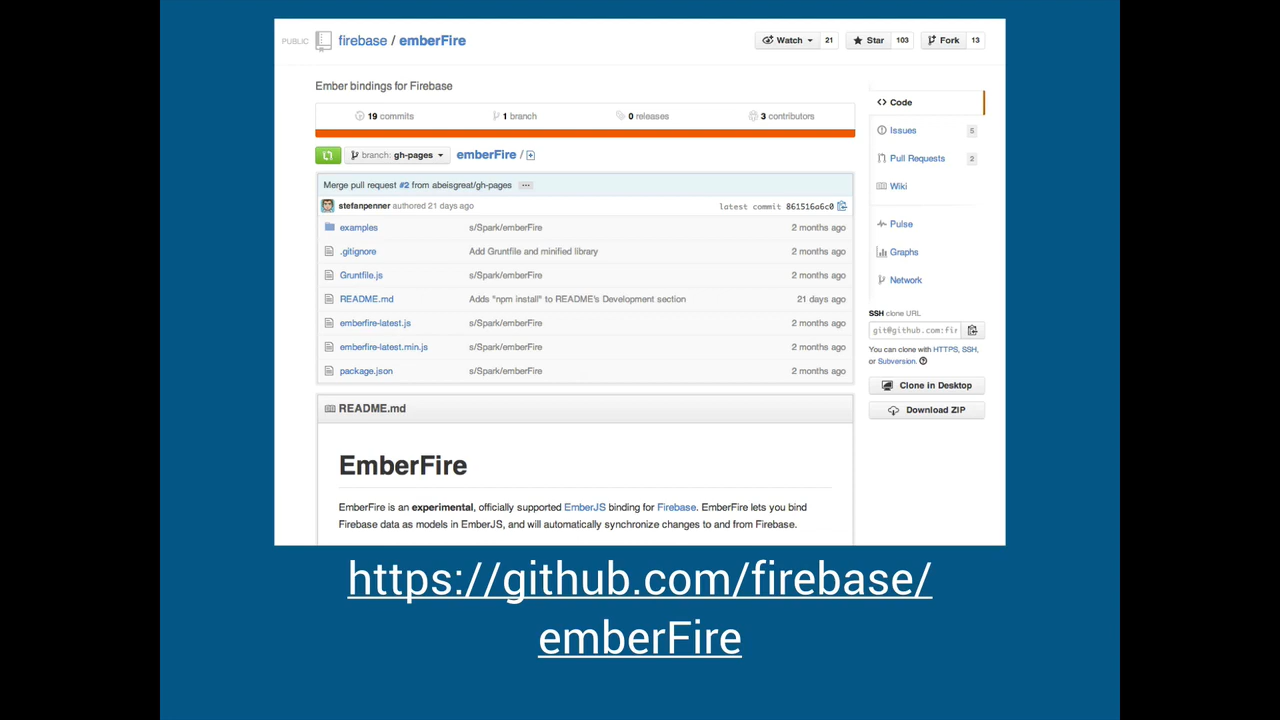 PUBLIC firebase / emberFire Watch 21 Star 103 Fork 13
Ember bindings for Firebase
19 commits 1 branch 0 releases 3 contributors
branch: gh-pages emberFire /
Merge pull request #2 from abeisgreat/gh-pages ...
stefanpenner authored 21 days ago latest commit 861516a6c0
examples s/Spark/emberFire 2 months ago
.gitignore Add Gruntfile and minified library 2 months ago
Gruntfile.js s/Spark/emberFire 2 months ago
README.md Adds "npm install" to README's Development section 21 days ago
emberfire-latest.js s/Spark/emberFire 2 months ago
emberfire-latest.min.js s/Spark/emberFire 2 months ago
package.json s/Spark/emberFire 2 months ago
Code
Issues 5
Pull Requests 2
Wiki
Pulse
Graphs
Network
SSH clone URL
git@github.com:fir
You can clone with HTTPS, SSH,
or Subversion.
Clone in Desktop
Download ZIP
README.md
EmberFire
EmberFire is an experimental, officially supported EmberJS binding for Firebase. EmberFire lets you bind
Firebase data as models in EmberJS, and will automatically synchronize changes to and from Firebase.
https://github.com/firebase/
emberFire